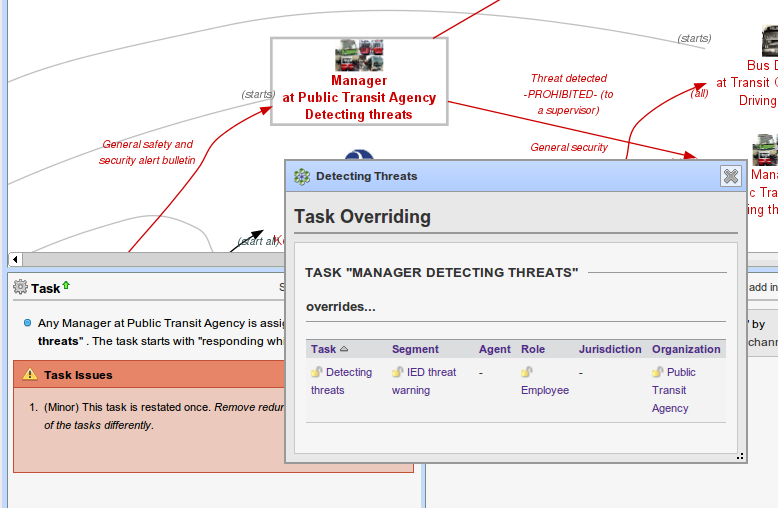 (starts)
Manager
at Public Transit Agency
Detecting threats
(starts)
Bus D
at Transit
Driving
(all)
Threat detected
-PROHIBITED- (to
a supervisor)
General safety and
security alert bulletin
General security
Mana
c Tra
ing th
(start all)
Detecting Threats
Task Overriding
TASK "MANAGER DETECTING THREATS"
overrides...
Task Segment Agent Role Jurisdiction Organization
Detecting threats
IED threat warning
-
Employee
-
Public
Transit
Agency
Task
S
add in
Any Manager at Public Transit Agency is assig
threats" . The task starts with "responding whi
" by
chann
Task Issues
1. (Minor) This task is restated once. Remove redun
of the tasks differently.